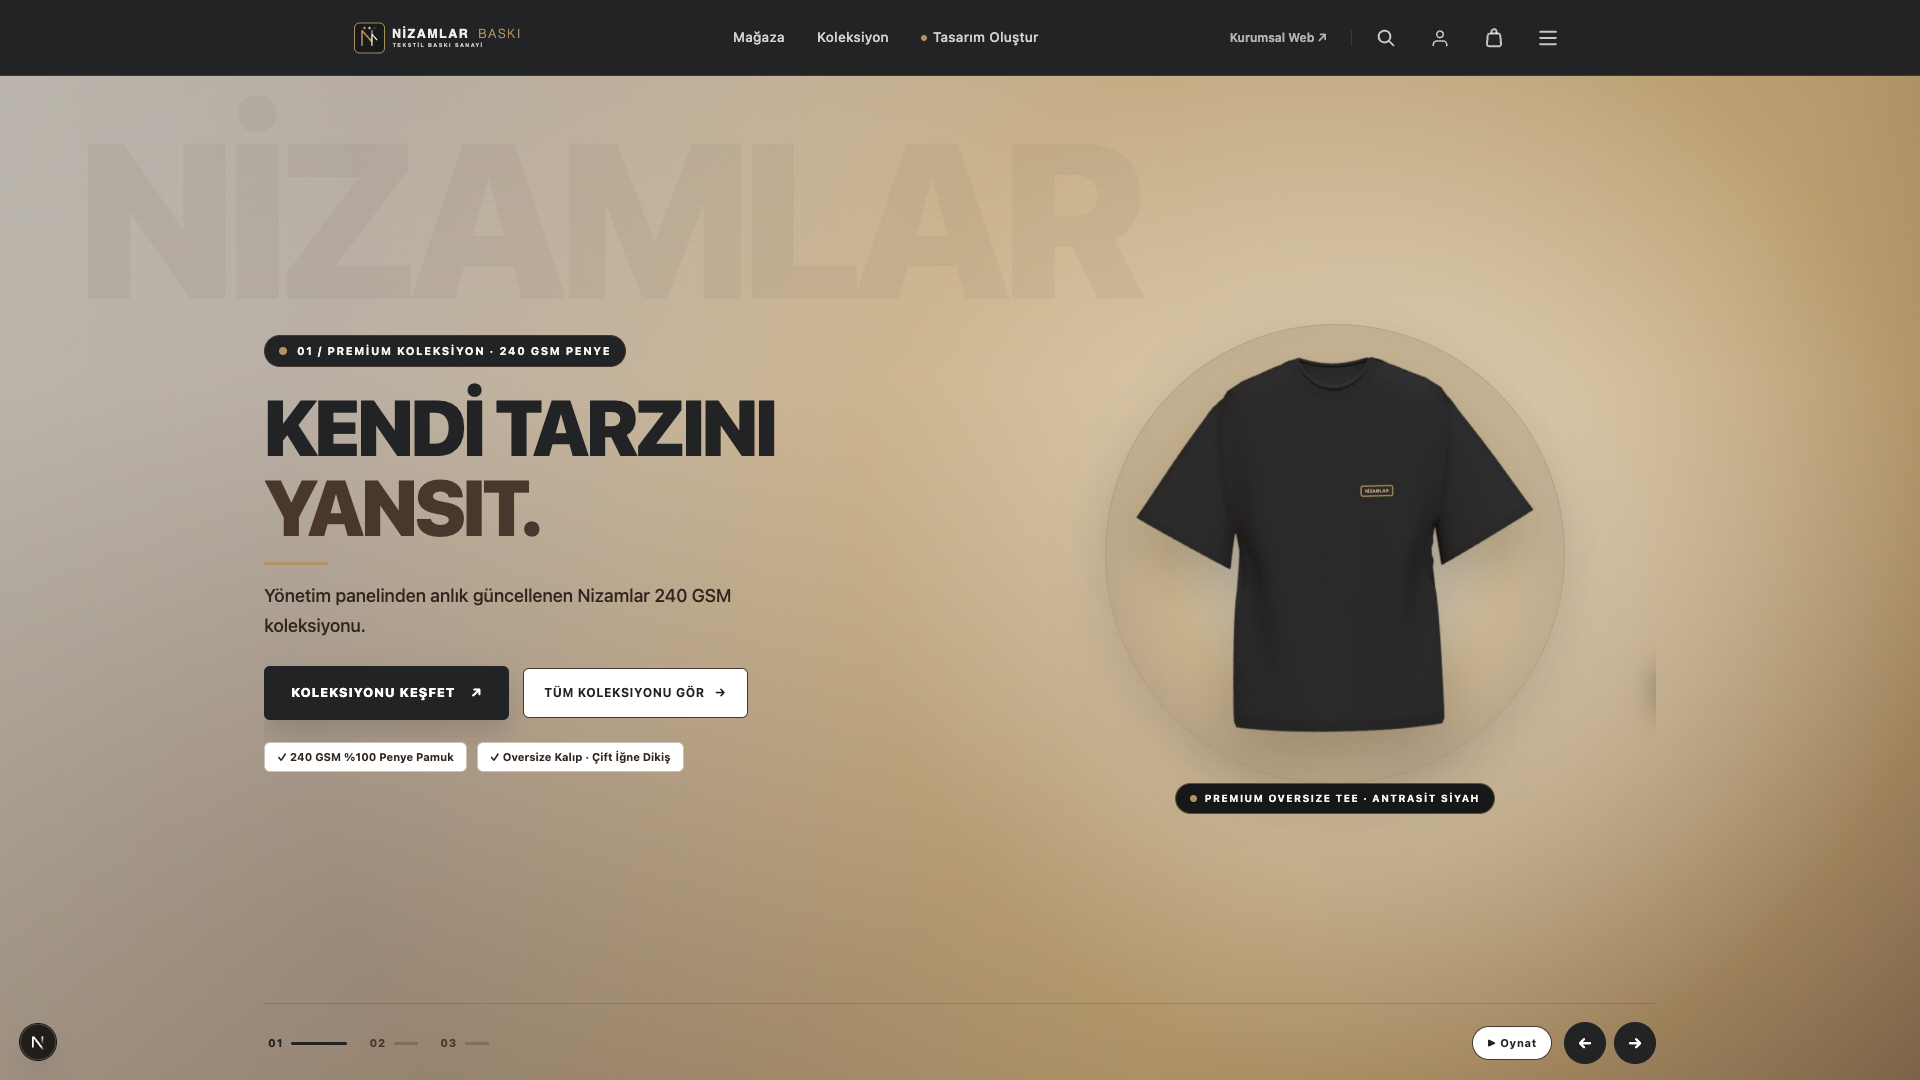 NİZAMLAR BASKI
TEKSTİL BASKI SANAYİ
Mağaza
Koleksiyon
Tasarım Oluştur
Kurumsal Web ↗
NİZAMLAR
01 / PREMİUM KOLEKSİYON · 240 GSM PENYE
KENDİ TARZINI
YANSIT.
Yönetim panelinden anlık güncellenen Nizamlar 240 GSM
koleksiyonu.
KOLEKSIYONU KEŞFET ↗
TÜM KOLEKSIYONU GÖR →
✓ 240 GSM %100 Penye Pamuk
✓ Oversize Kalıp · Çift İğne Dikiş
NİZAMLAR
PREMIUM OVERSIZE TEE · ANTRASİT SİYAH
01
02
03
▶ Oynat
N